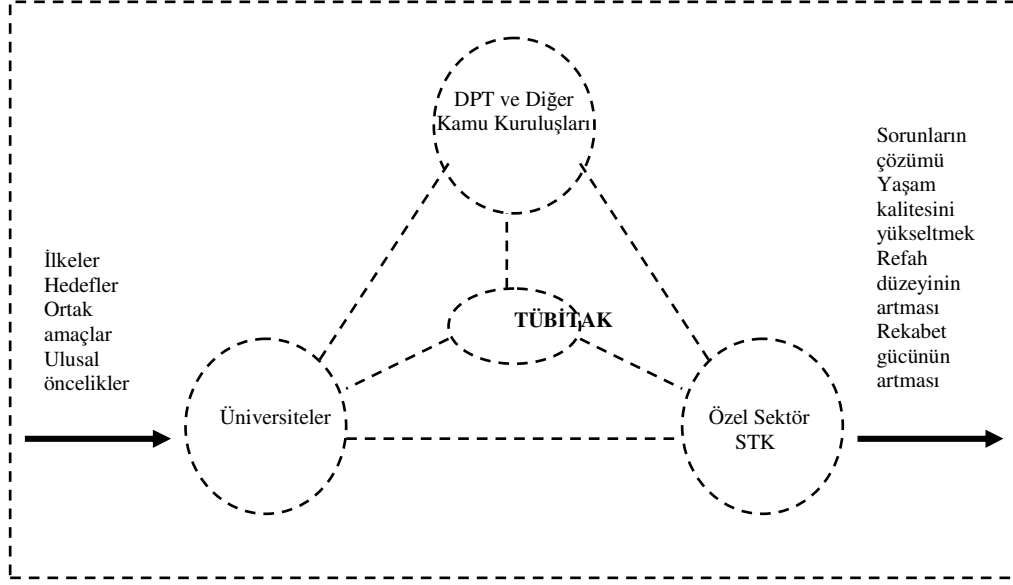 DPT ve Diğer
Kamu Kuruluşları
Sorunların
çözümü
Yaşam
kalitesini
yükseltmek
Refah
düzeyinin
artması
Rekabet
gücünün
artması
İlkeler
Hedefler
Ortak
amaçlar
Ulusal
öncelikler
TÜBİTAK
Üniversiteler
Özel Sektör
STK